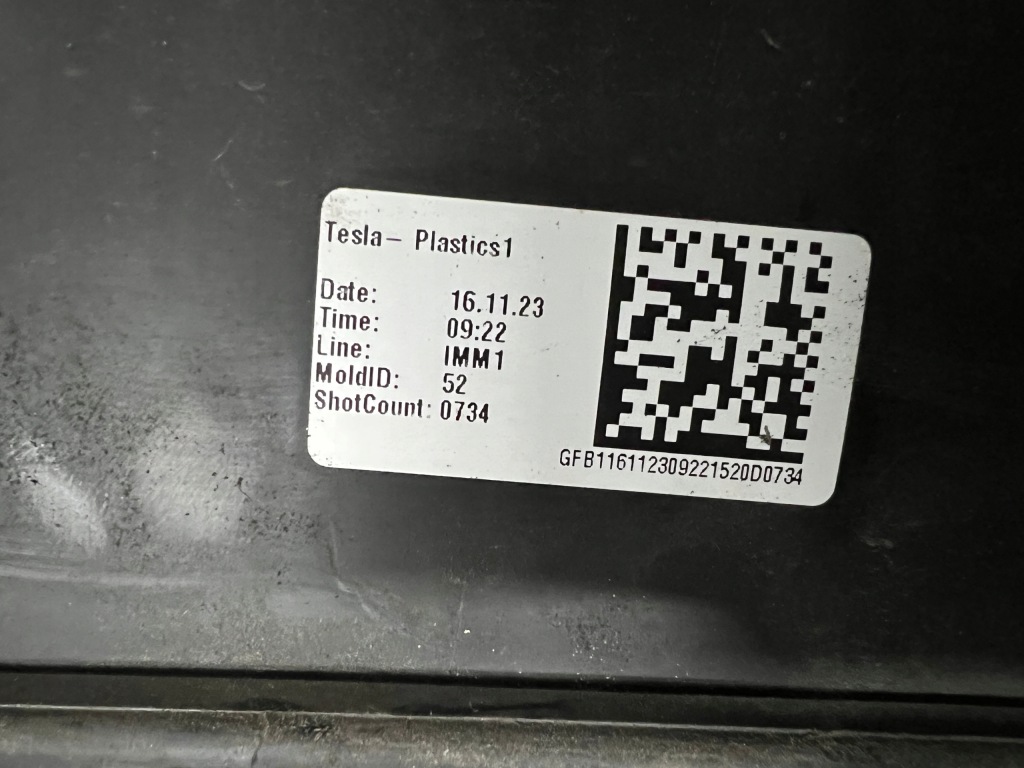 Tesla- Plastics1
Date: 16.11.23
Time: 09:22
Line: IMM1
MoldID: 52
ShotCount: 0734
GFB116112309221520D0734